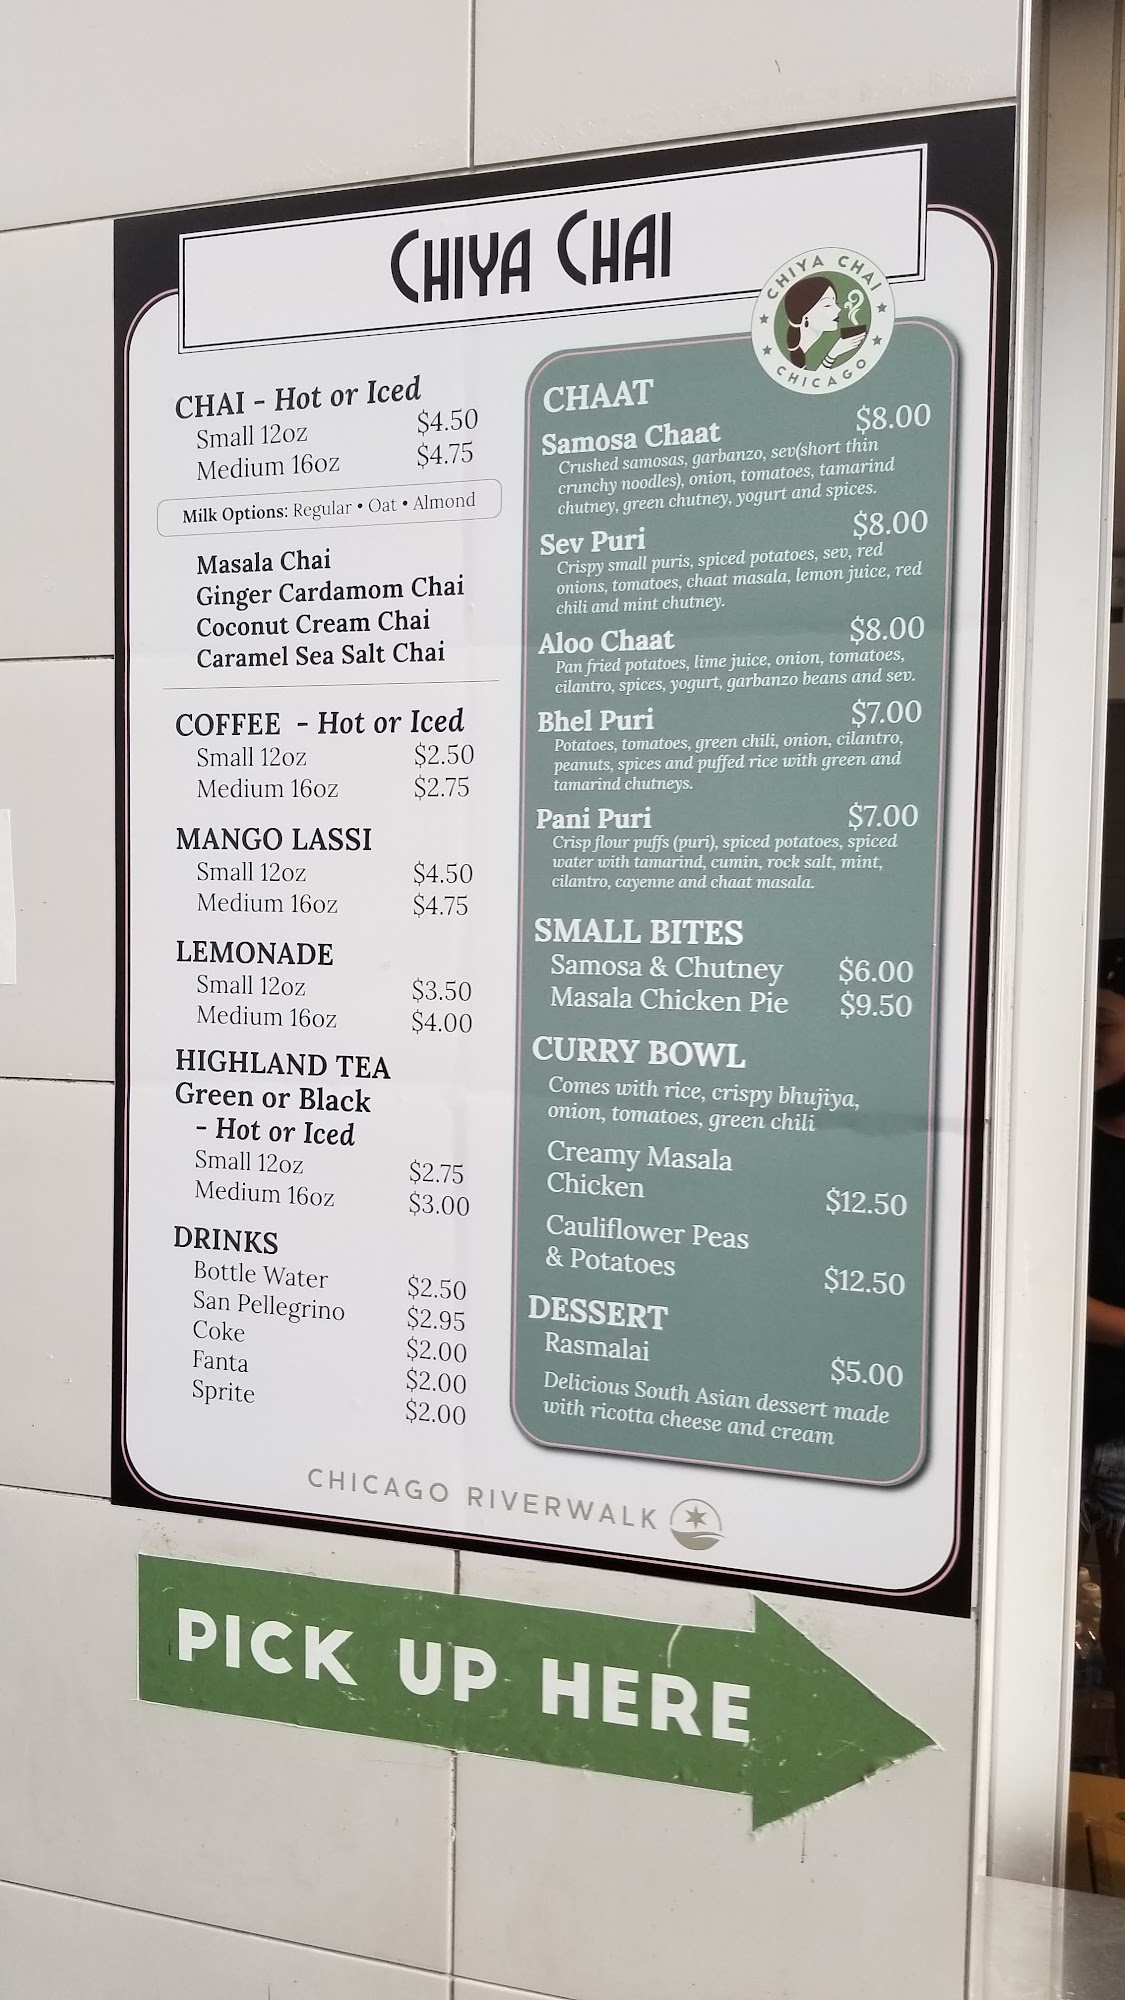 CHIYA CHAI
CHIYA CHAI
CHICAGO
CHAI - Hot or Iced
Small 12oz $4.50
Medium 16oz $4.75
Milk Options: Regular • Oat • Almond
Masala Chai
Ginger Cardamom Chai
Coconut Cream Chai
Caramel Sea Salt Chai
COFFEE - Hot or Iced
Small 12oz $2.50
Medium 16oz $2.75
MANGO LASSI
Small 12oz $4.50
Medium 16oz $4.75
LEMONADE
Small 12oz $3.50
Medium 16oz $4.00
HIGHLAND TEA
Green or Black
- Hot or Iced
Small 12oz $2.75
Medium 16oz $3.00
DRINKS
Bottle Water $2.50
San Pellegrino $2.95
Coke $2.00
Fanta $2.00
Sprite $2.00
CHAAT
Samosa Chaat $8.00
Crushed samosas, garbanzo, sev(short thin
crunchy noodles), onion, tomatoes, tamarind
chutney, green chutney, yogurt and spices.
Sev Puri $8.00
Crispy small puris, spiced potatoes, sev, red
onions, tomatoes, chaat masala, lemon juice, red
chili and mint chutney.
Aloo Chaat $8.00
Pan fried potatoes, lime juice, onion, tomatoes,
cilantro, spices, yogurt, garbanzo beans and sev.
Bhel Puri $7.00
Potatoes, tomatoes, green chili, onion, cilantro,
peanuts, spices and puffed rice with green and
tamarind chutneys.
Pani Puri $7.00
Crisp flour puffs (puri), spiced potatoes, spiced
water with tamarind, cumin, rock salt, mint,
cilantro, cayenne and chaat masala.
SMALL BITES
Samosa & Chutney $6.00
Masala Chicken Pie $9.50
CURRY BOWL
Comes with rice, crispy bhujiya,
onion, tomatoes, green chili
Creamy Masala
Chicken $12.50
Cauliflower Peas
& Potatoes $12.50
DESSERT
Rasmalai $5.00
Delicious South Asian dessert made
with ricotta cheese and cream
CHICAGO RIVERWALK
PICK UP HERE